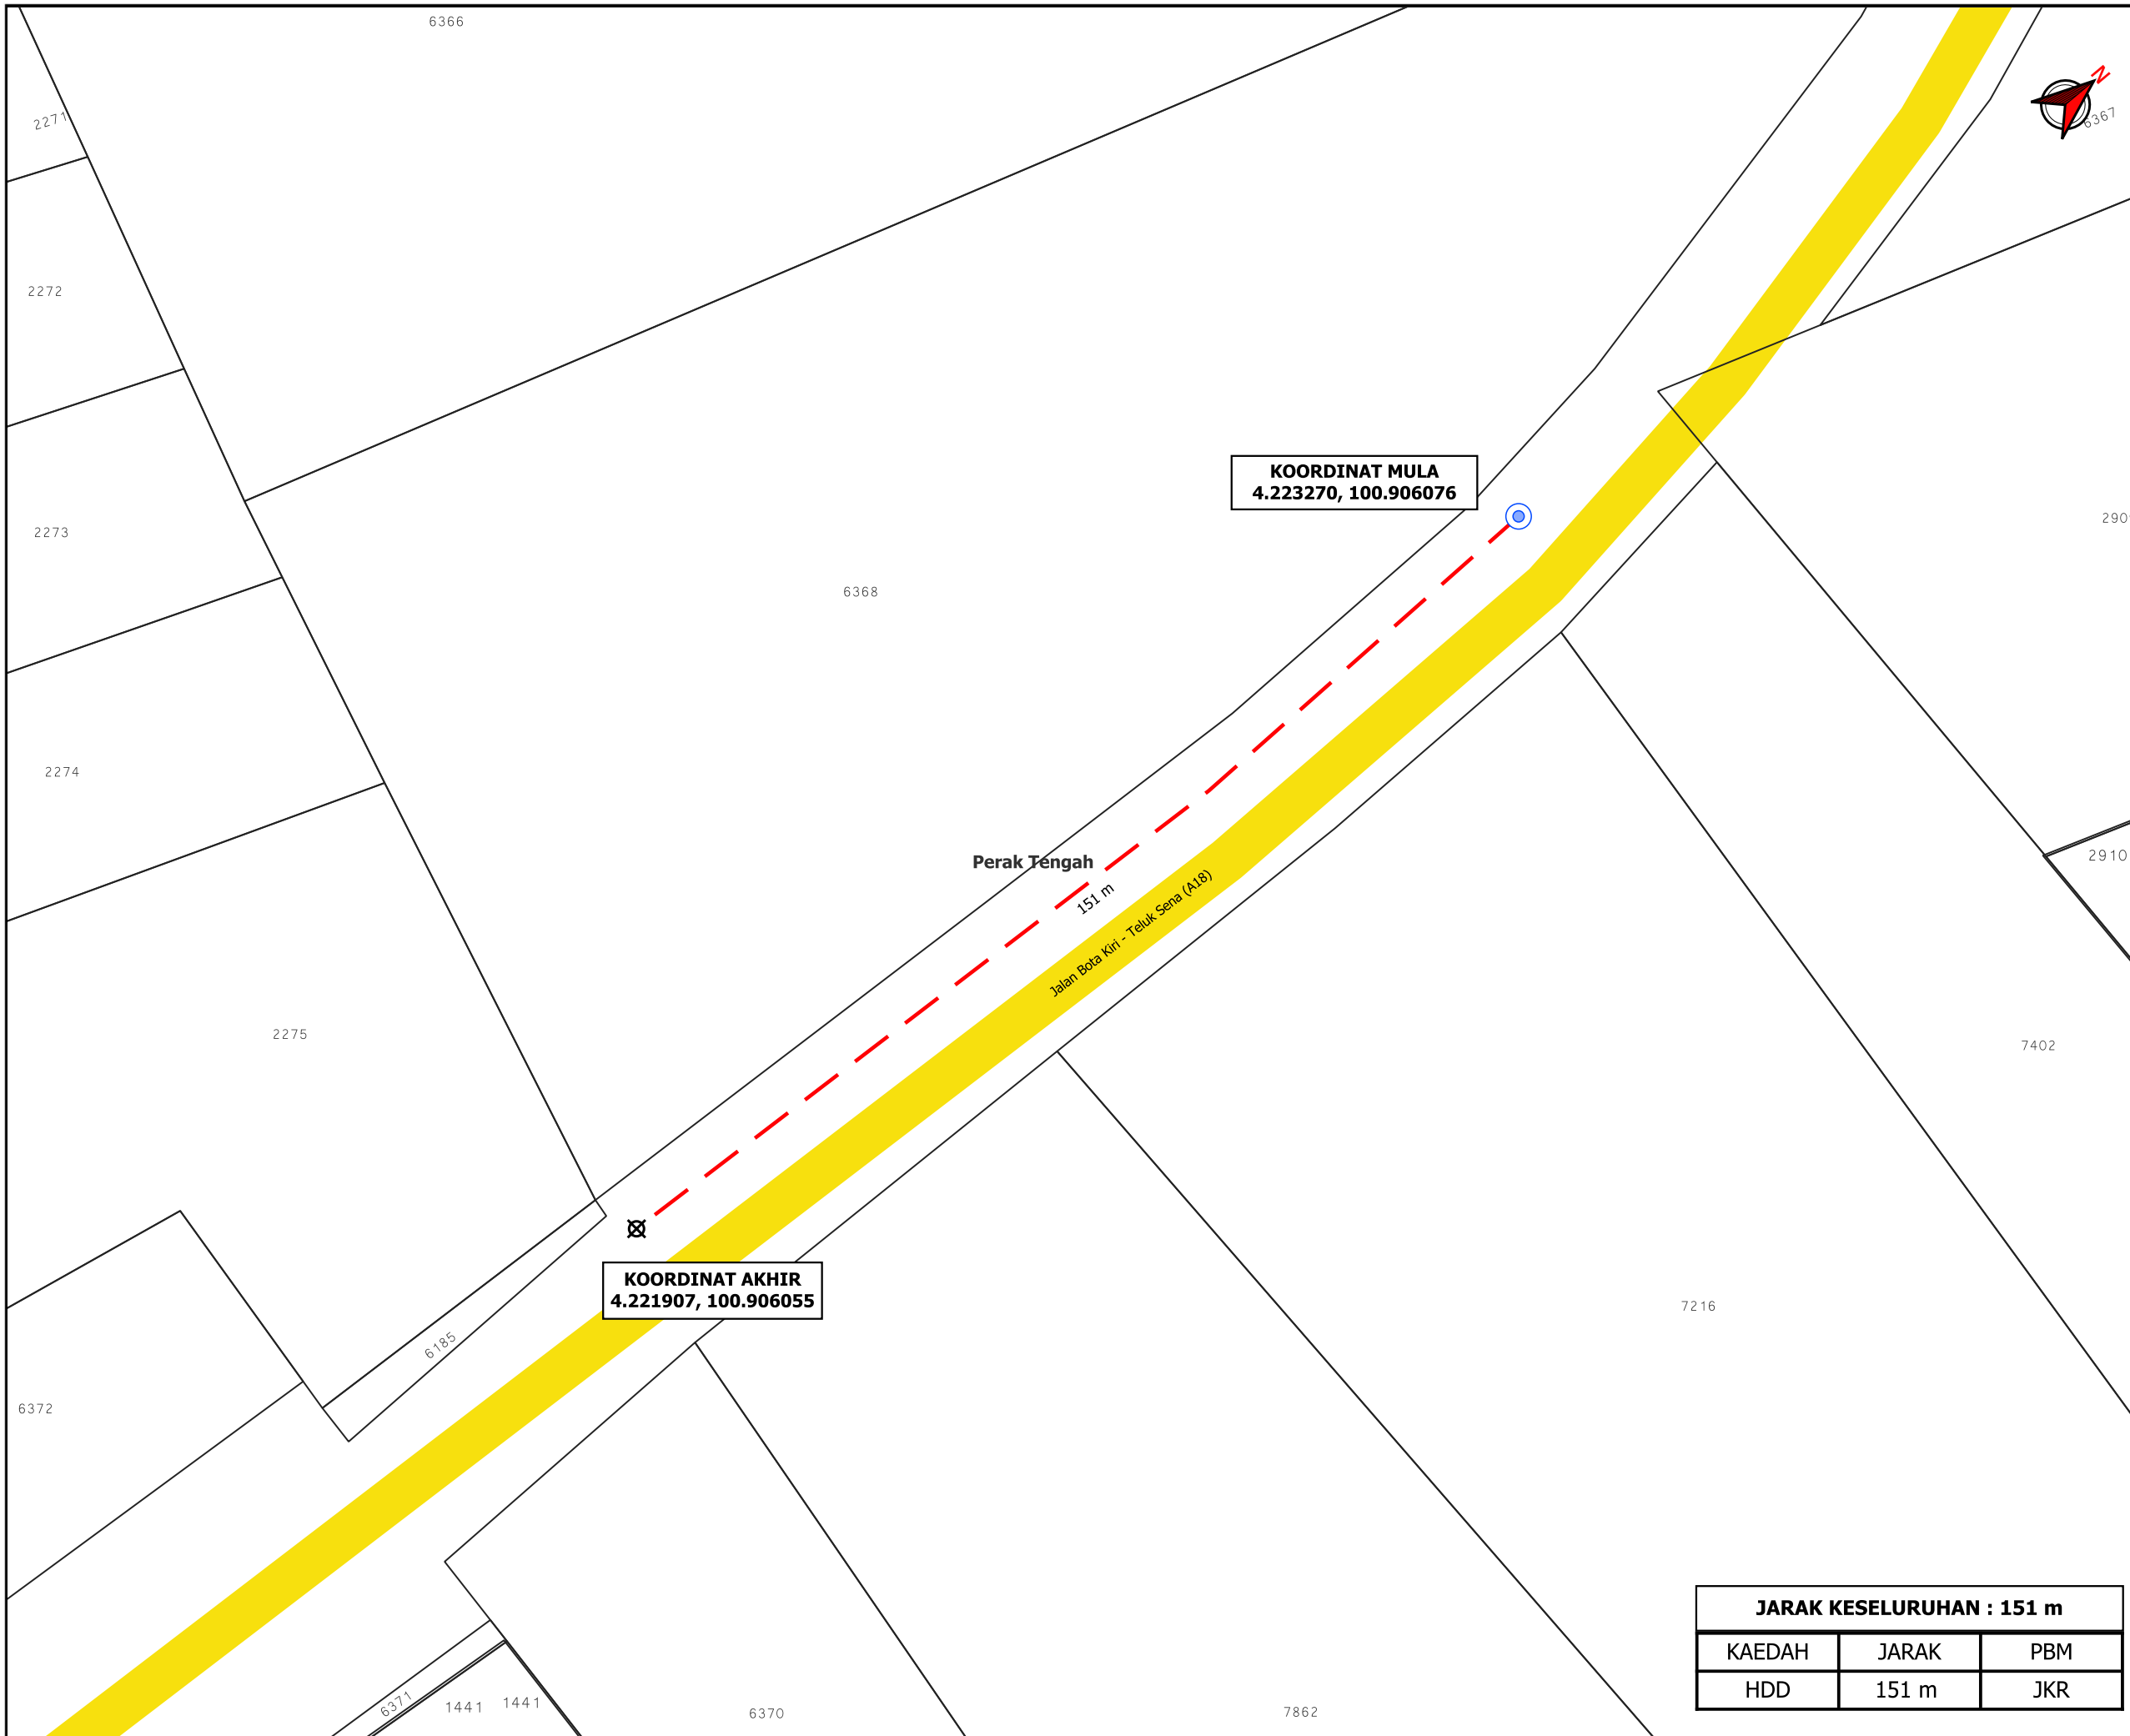 6366
2271
N
6367
2272
KOORDINAT MULA
4.223270, 100.906076
2273
6368
2274
Perak Tengah
151 m
Jalan Bota Kiri - Teluk Sena (A18)
2910
2275
7402
KOORDINAT AKHIR
4.221907, 100.906055
7216
6185
6372
JARAK KESELURUHAN : 151 m
KAEDAH JARAK PBM
HDD 151 m JKR
6371
1441
1441
6370
7862